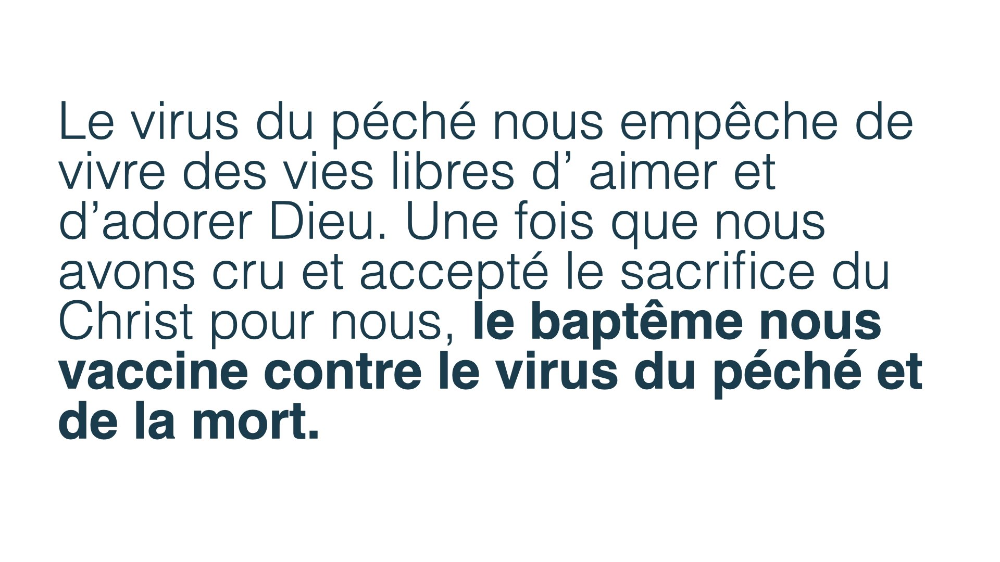 Le virus du péché nous empêche de
vivre des vies libres d’ aimer et
d’adorer Dieu. Une fois que nous
avons cru et accepté le sacrifice du
Christ pour nous, le baptême nous
vaccine contre le virus du péché et
de la mort.